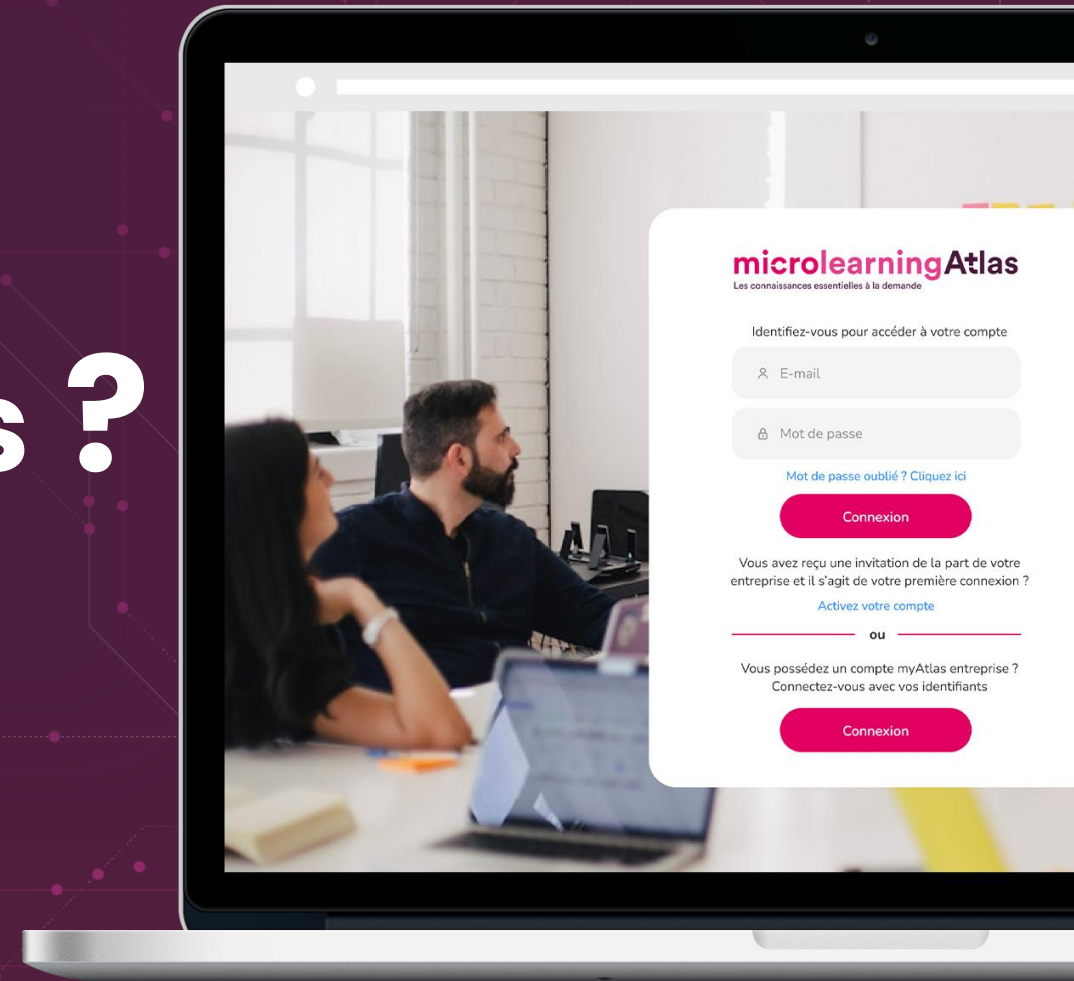 s ?
microlearningAtlas
Les connaissances essentielles à la demande
Identifiez-vous pour accéder à votre compte
E-mail
Mot de passe
Mot de passe oublié ? Cliquez ici
Connexion
Vous avez reçu une invitation de la part de votre
entreprise et il s'agit de votre première connexion ?
Activez votre compte
ou
Vous possédez un compte myAtlas entreprise ?
Connectez-vous avec vos identifiants
Connexion